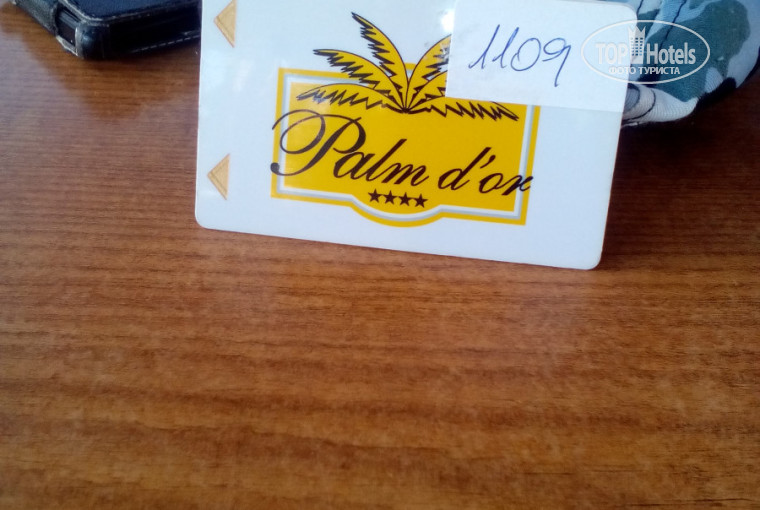 1109
TOP Hotels
ФОТО ТУРИСТА
Palm d'or
★★★★